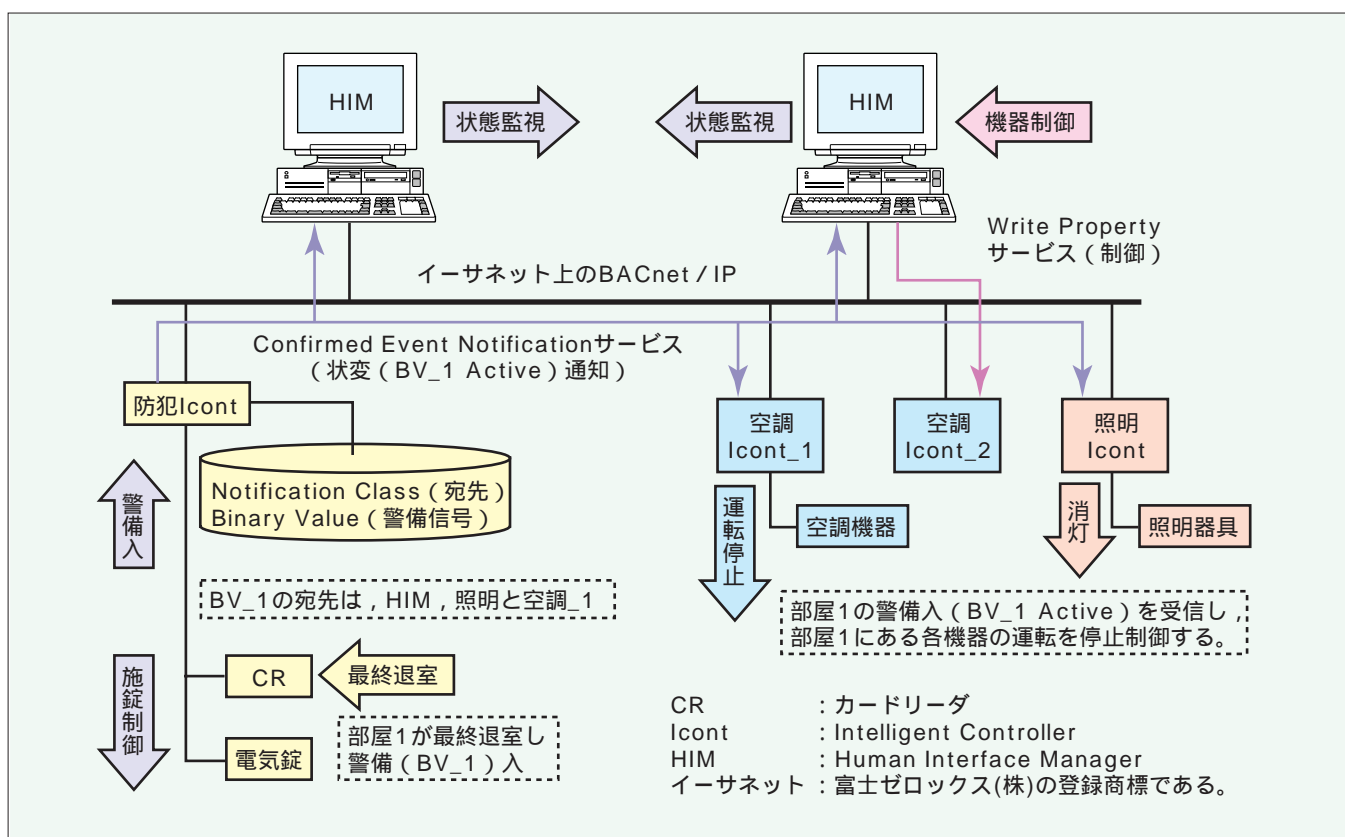 HIM
状態監視
状態監視
HIM
機器制御
Write Property
サービス（制御）
イーサネット上のBACnet / IP
Confirmed Event Notificationサービス
（状変（BV_1 Active）通知）
防犯Icont
Notification Class（宛先）
Binary Value（警備信号）
空調
Icont_1
空調
Icont_2
照明
Icont
警備入
運転停止
空調機器
消灯
照明器具
BV_1の宛先は，HIM，照明と空調_1
部屋1の警備入（BV_1 Active）を受信し，
部屋1にある各機器の運転を停止制御する。
施錠制御
CR
最終退室
電気錠
部屋1が最終退室し
警備（BV_1）入
CR ：カードリーダ
Icont ：Intelligent Controller
HIM ：Human Interface Manager
イーサネット ：富士ゼロックス(株)の登録商標である。